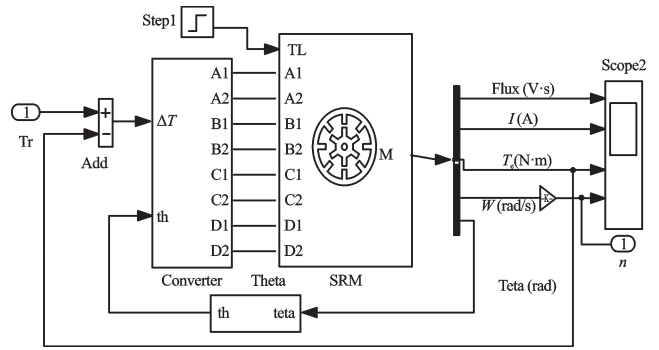 Step1
TL
Scope2
A1 A1
A2 A2
B1 B1
B2 B2
C1 C1
C2 C2
D1 D1
D2 D2
1
Tr
+
−
Add
ΔT
th
M
Flux (V·s)
I (A)
Te(N·m)
W (rad/s)
-K-
1
n
Converter
Theta
SRM
Teta (rad)
th
teta